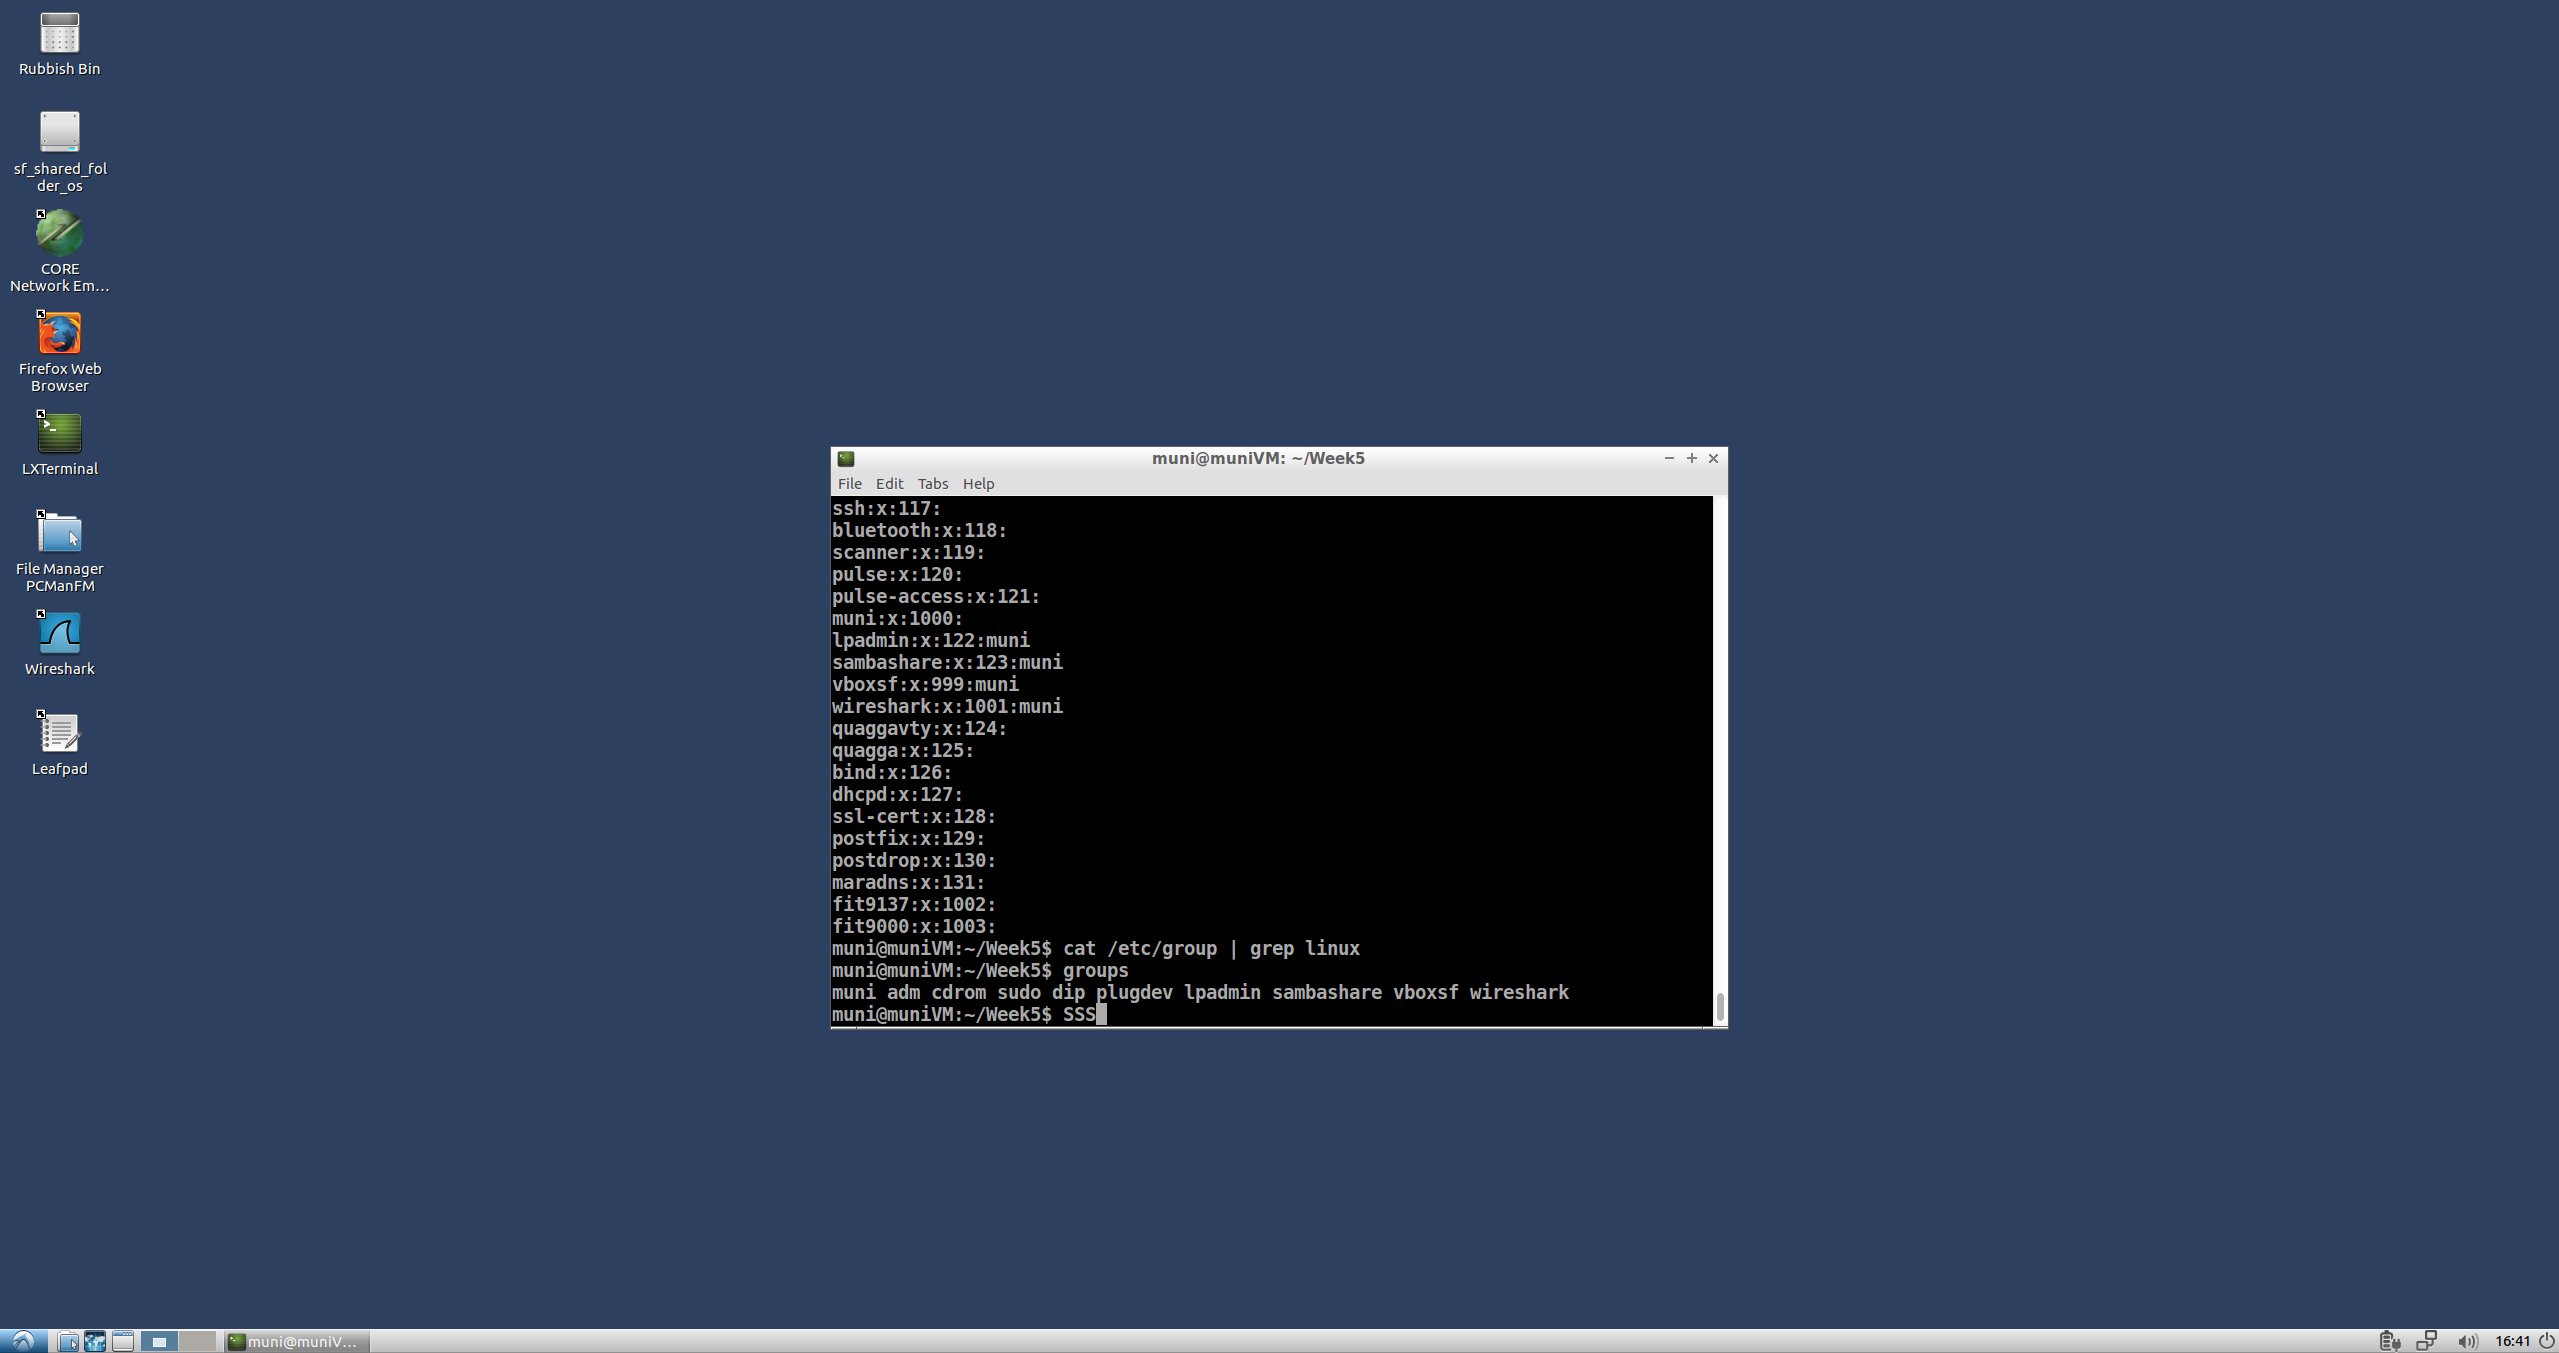 Rubbish Bin
sf_shared_fol
der_os
CORE
Network Em...
Firefox Web
Browser
LXTerminal
File Manager
PCManFM
Wireshark
Leafpad
muni@muniVM: ~/Week5
File Edit Tabs Help
ssh:x:117:
bluetooth:x:118:
scanner:x:119:
pulse:x:120:
pulse-access:x:121:
muni:x:1000:
lpadmin:x:122:muni
sambashare:x:123:muni
vboxsf:x:999:muni
wireshark:x:1001:muni
quaggavty:x:124:
quagga:x:125:
bind:x:126:
dhcpd:x:127:
ssl-cert:x:128:
postfix:x:129:
postdrop:x:130:
maradns:x:131:
fit9137:x:1002:
fit9000:x:1003:
muni@muniVM:~/Week5$ cat /etc/group | grep linux
muni@muniVM:~/Week5$ groups
muni adm cdrom sudo dip plugdev lpadmin sambashare vboxsf wireshark
muni@muniVM:~/Week5$ SSS
muni@muniV...
16:41